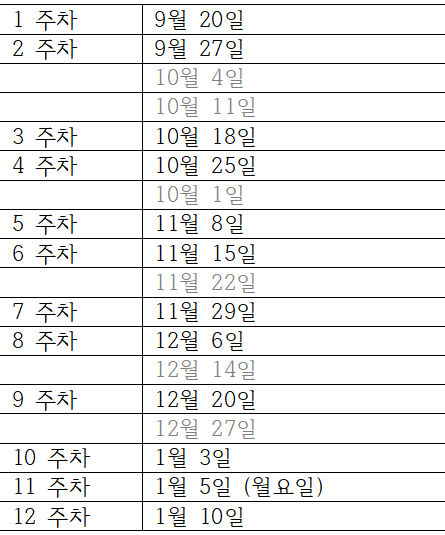 1 주차 9월 20일
2 주차 9월 27일
10월 4일
10월 11일
3 주차 10월 18일
4 주차 10월 25일
10월 1일
5 주차 11월 8일
6 주차 11월 15일
11월 22일
7 주차 11월 29일
8 주차 12월 6일
12월 14일
9 주차 12월 20일
12월 27일
10 주차 1월 3일
11 주차 1월 5일 (월요일)
12 주차 1월 10일